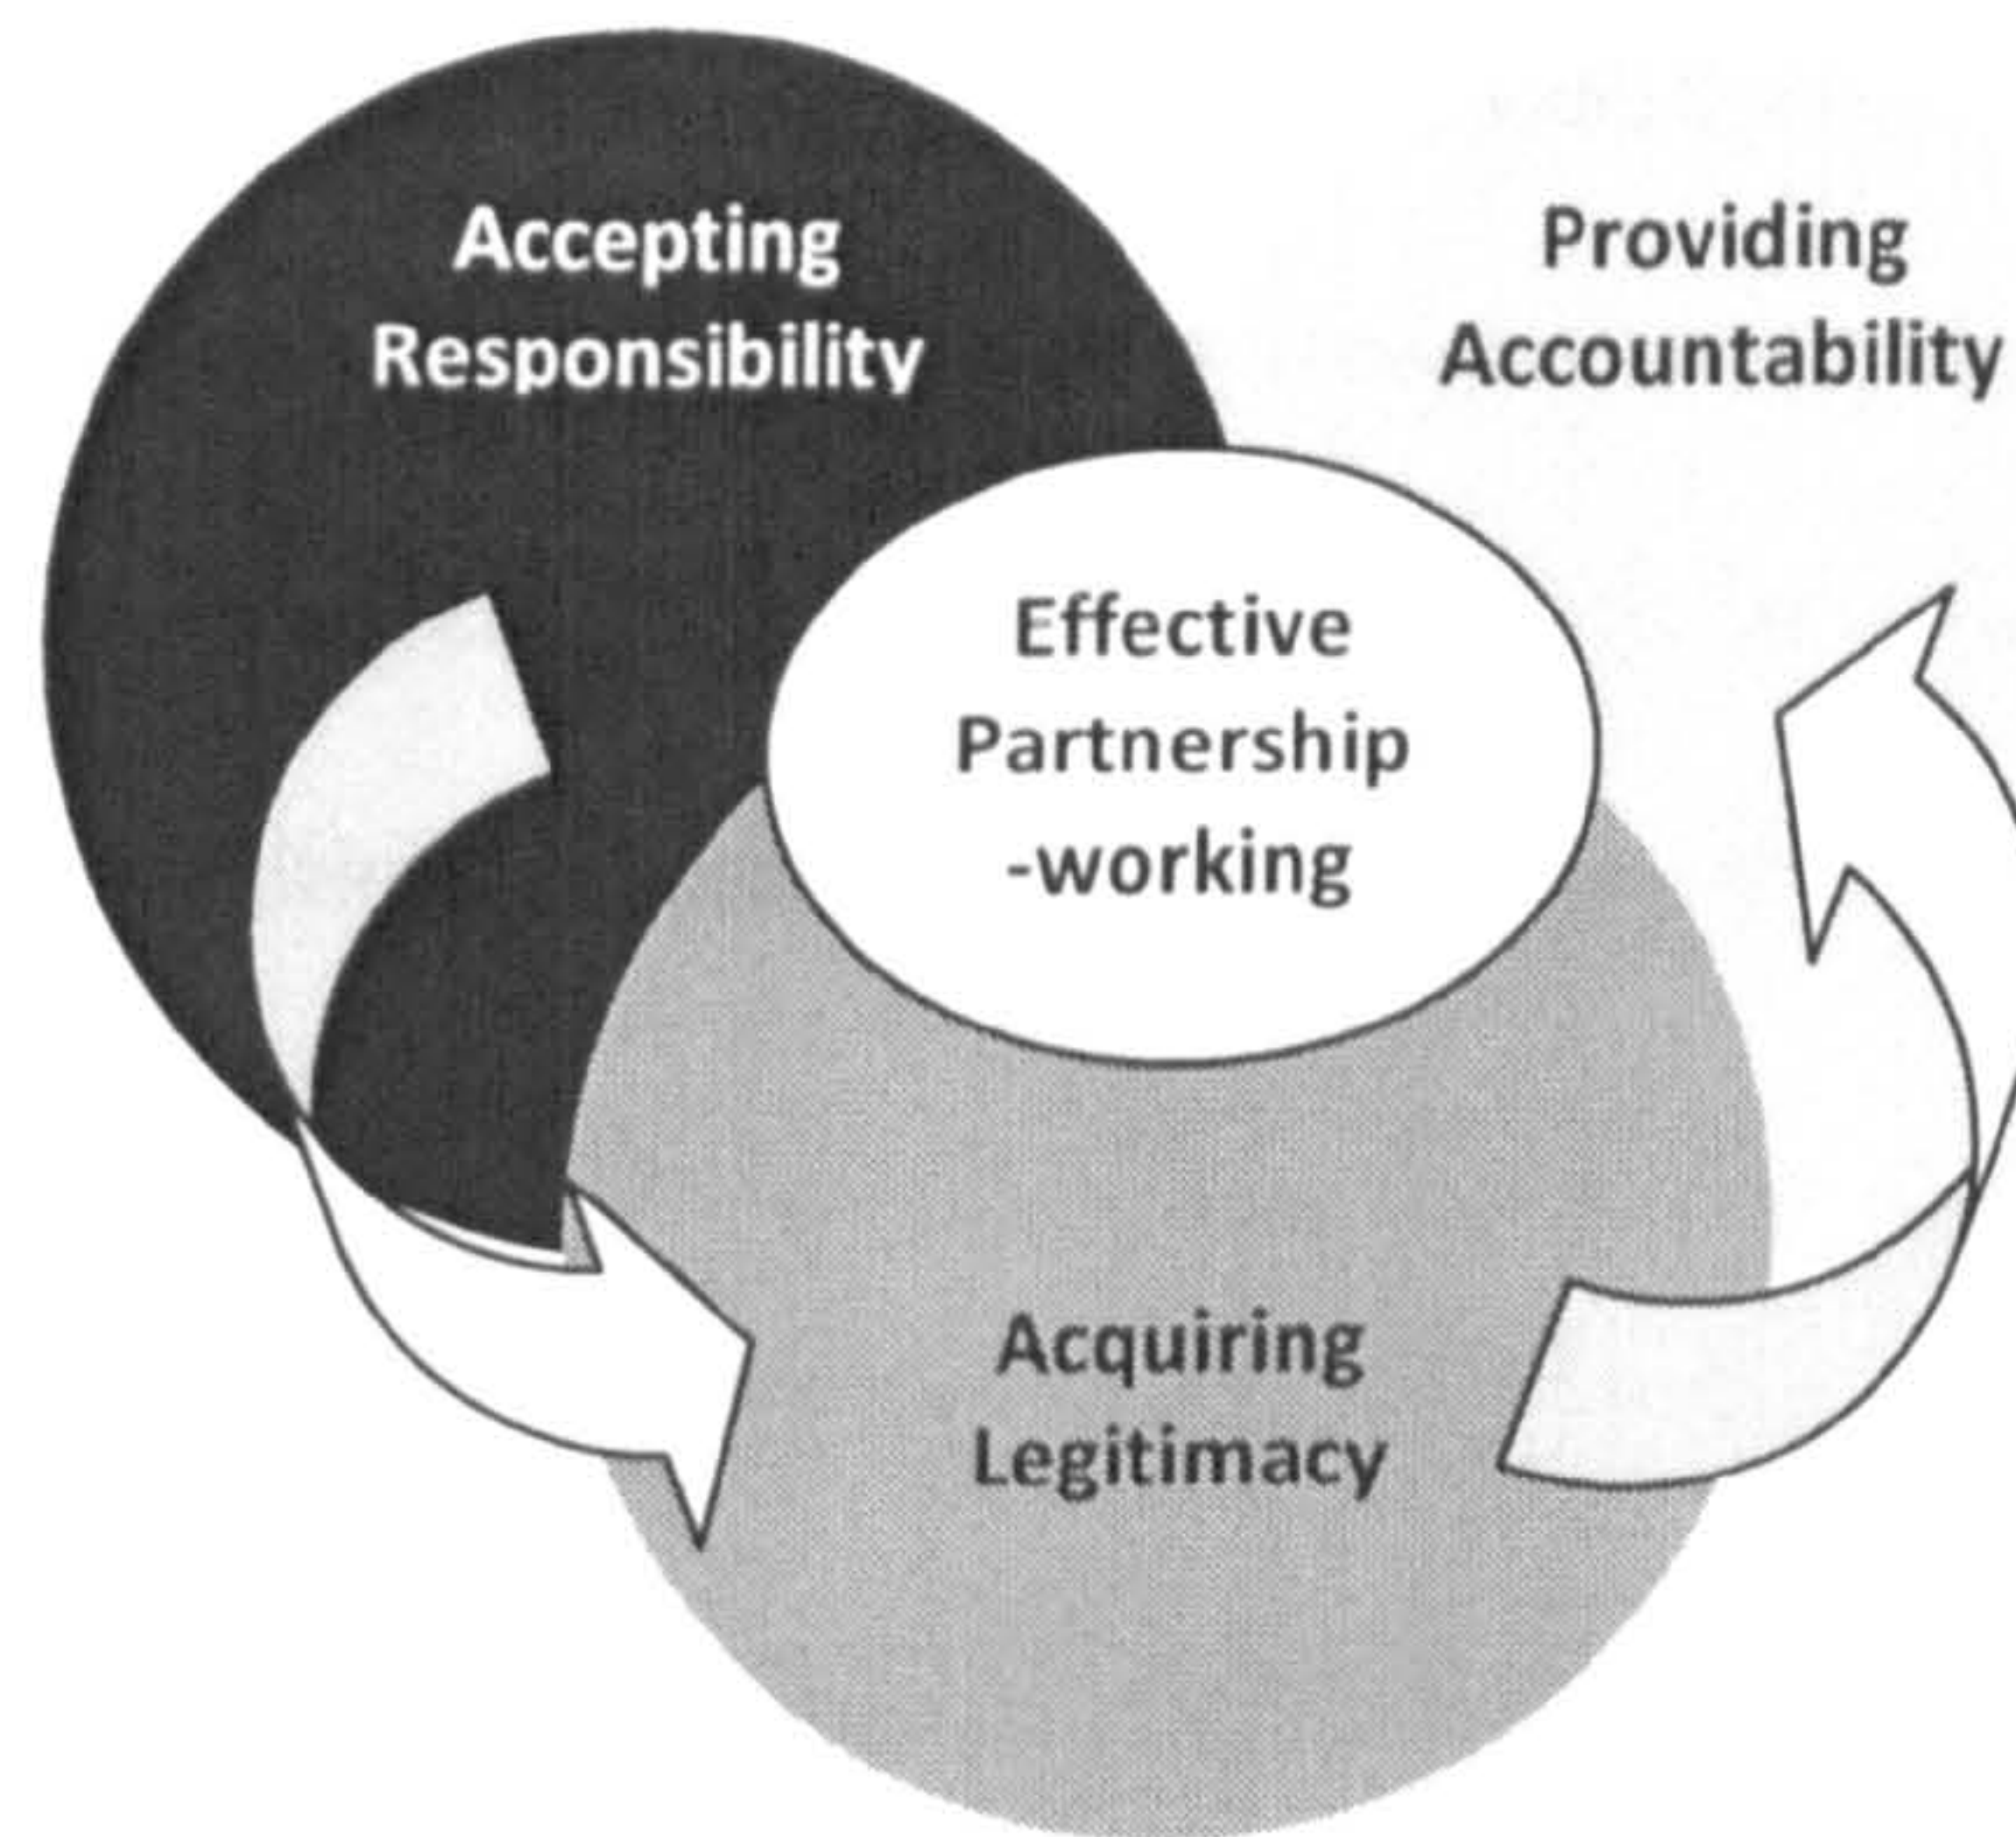 Accepting
Responsibility
Providing
Accountability
Effective
Partnership
-working
Acquiring
Legitimacy